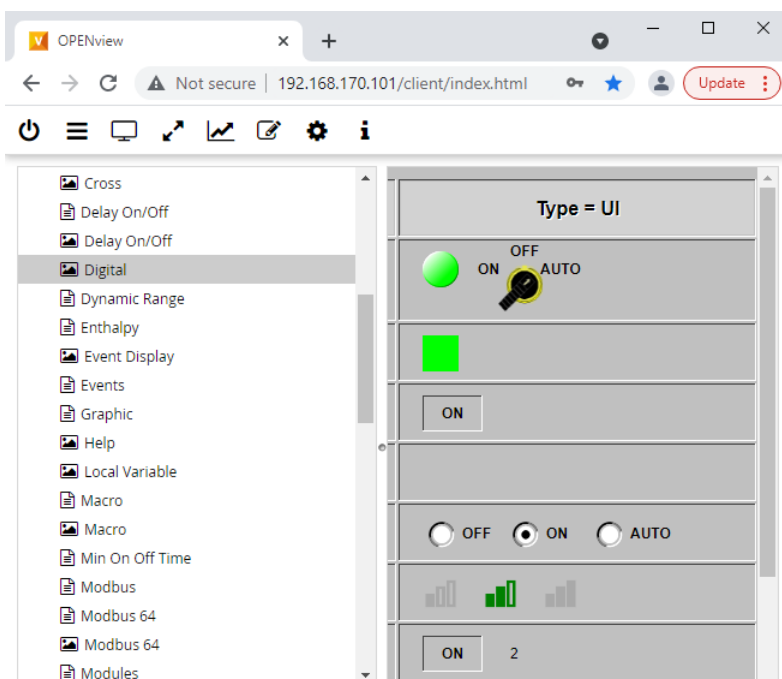 OPENview
Not secure | 192.168.170.101/client/index.html
Update
Cross
Delay On/Off
Delay On/Off
Digital
Dynamic Range
Enthalpy
Event Display
Events
Graphic
Help
Local Variable
Macro
Macro
Min On Off Time
Modbus
Modbus 64
Modbus 64
Modules
Type = UI
OFF
ON AUTO
ON
OFF ON AUTO
ON 2